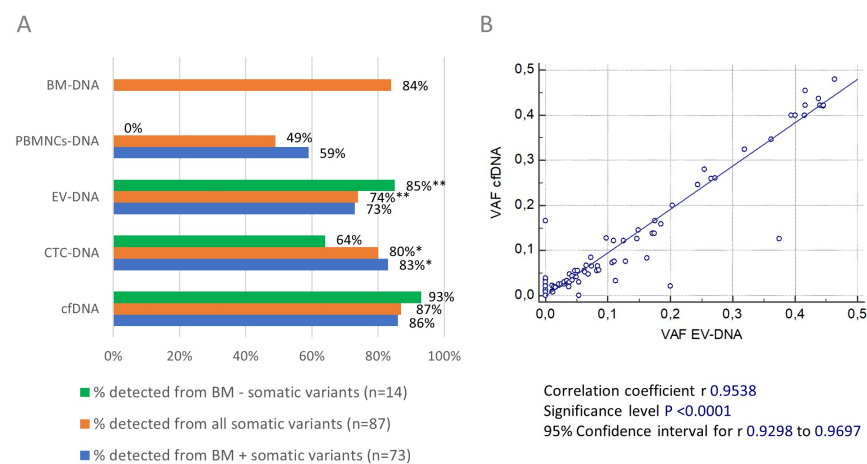 A
BM-DNA
84%
0%
PBMNCs-DNA
49%
59%
85%**
EV-DNA
74%**
73%
64%
CTC-DNA
80%*
83%*
93%
cfDNA
87%
86%
0% 20% 40% 60% 80% 100%
% detected from BM - somatic variants (n=14)
% detected from all somatic variants (n=87)
% detected from BM + somatic variants (n=73)
B
0,5
0,4
0,3
0,2
0,1
0,0
VAF cfDNA
0,0 0,1 0,2 0,3 0,4 0,5
VAF EV-DNA
Correlation coefficient r 0.9538
Significance level P <0.0001
95% Confidence interval for r 0.9298 to 0.9697